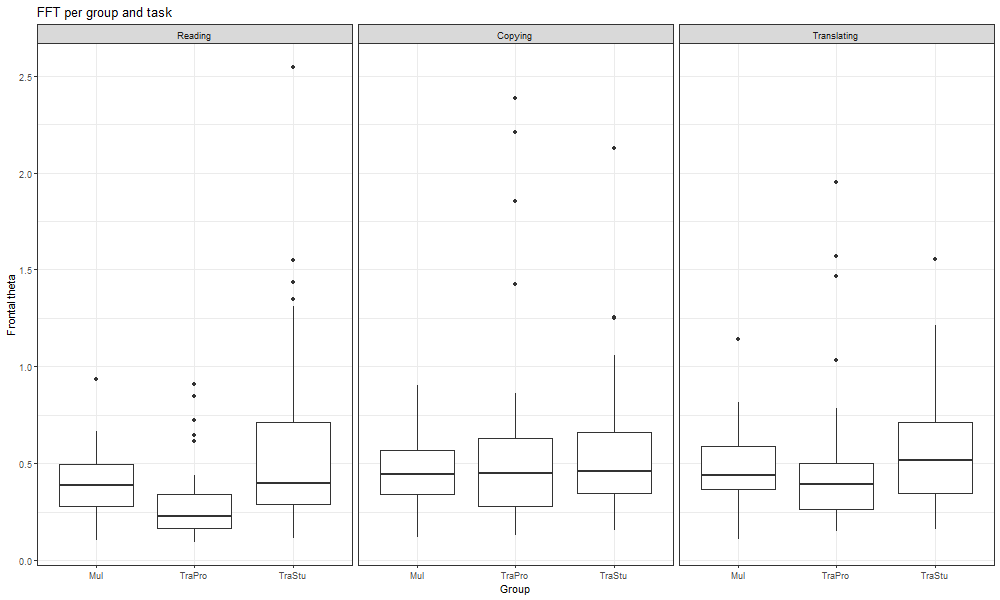 FFT per group and task
Reading
Copying
Translating
2.5
2.0
1.5
1.0
0.5
0.0
Frontal theta
Mul TraPro TraStu
Mul TraPro TraStu
Mul TraPro TraStu
Group